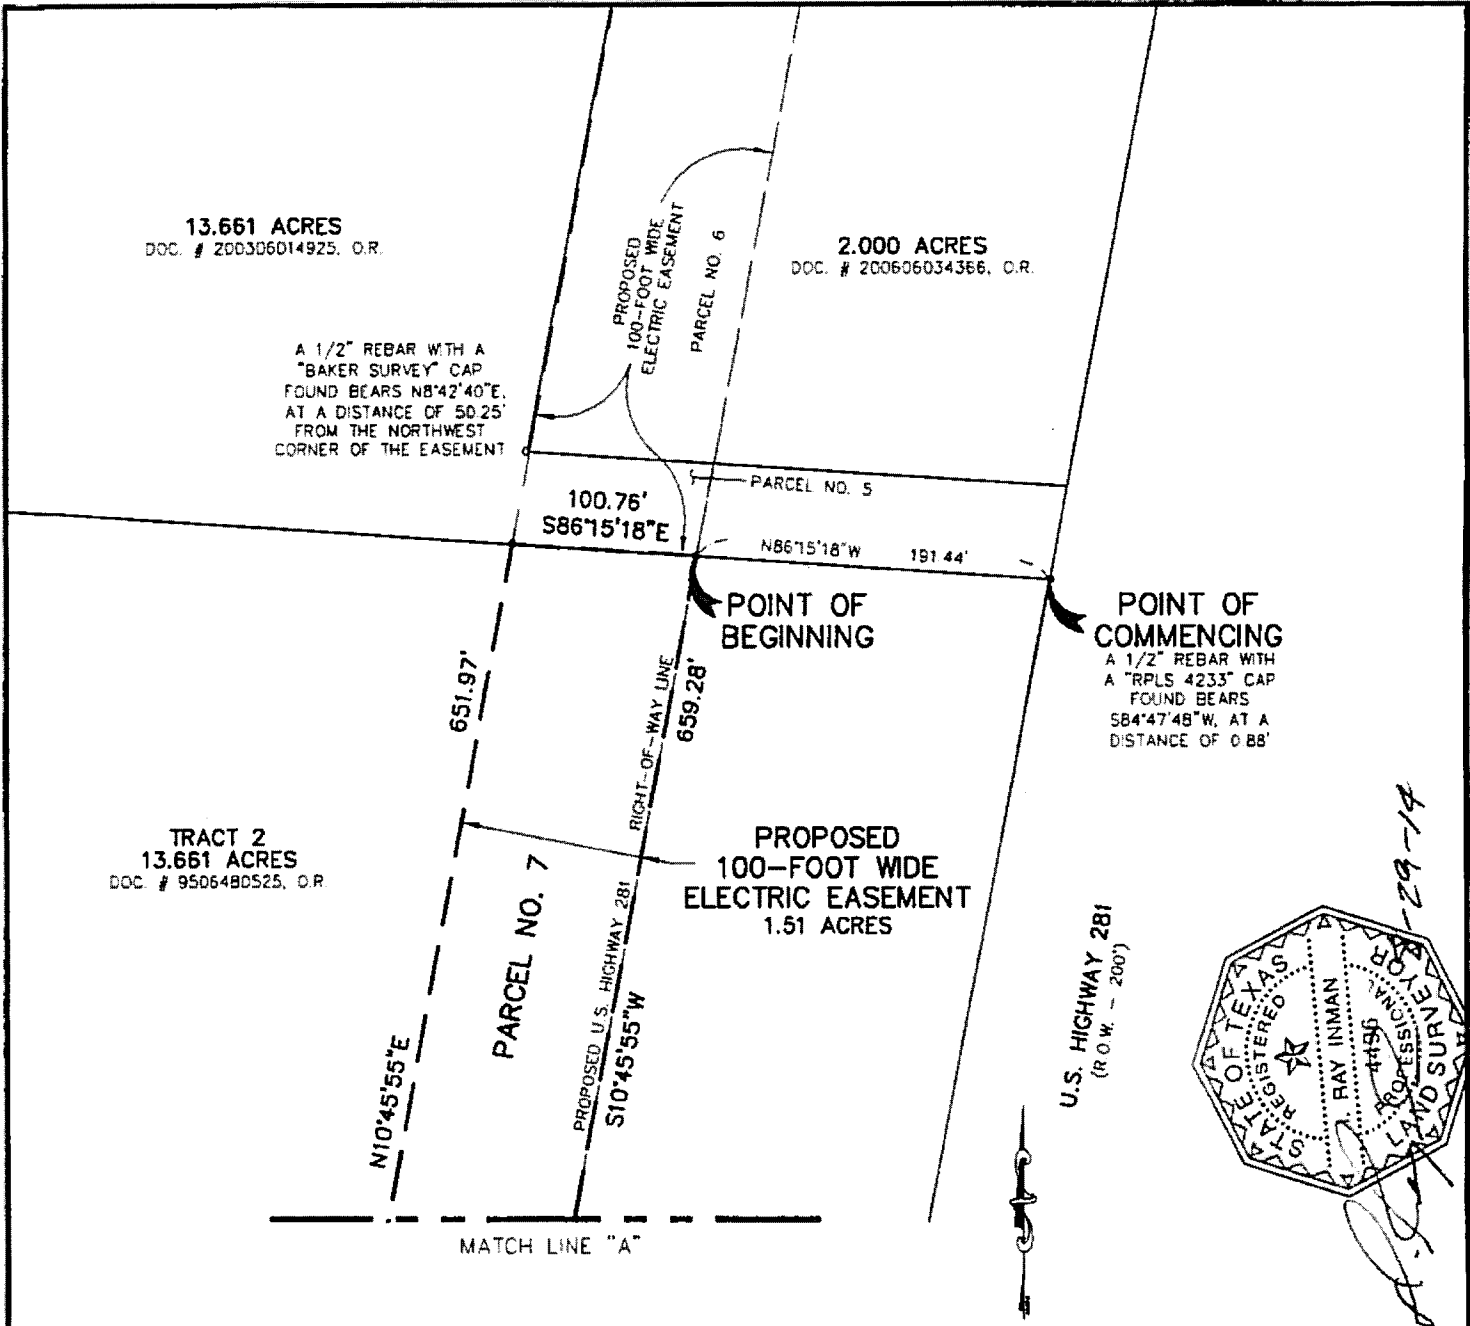 13.661 ACRES
DOC. # 200306014925, O.R.
PROPOSED
100-FOOT WIDE
ELECTRIC EASEMENT
PARCEL NO. 6
2.000 ACRES
DOC. # 200606034366, O.R.
A 1/2" REBAR WITH A
"BAKER SURVEY" CAP
FOUND BEARS N8°42'40"E,
AT A DISTANCE OF 50.25'
FROM THE NORTHWEST
CORNER OF THE EASEMENT
PARCEL NO. 5
100.76'
S86°15'18"E
N86°15'18"W 191.44'
POINT OF
BEGINNING
POINT OF
COMMENCING
A 1/2" REBAR WITH
A "RPLS 4233" CAP
FOUND BEARS
S84°47'48"W, AT A
DISTANCE OF 0.88'
651.97'
659.28'
TRACT 2
13.661 ACRES
DOC. # 9506480525, O.R.
PROPOSED
100-FOOT WIDE
ELECTRIC EASEMENT
1.51 ACRES
PARCEL NO. 7
PROPOSED U.S. HIGHWAY 281 RIGHT-OF-WAY LINE
N10°45'55"E
S10°45'55"W
U.S. HIGHWAY 281
(R.O.W. - 200')
MATCH LINE "A"
STATE OF TEXAS
REGISTERED
RAY INMAN
4496
PROFESSIONAL
LAND SURVEYOR